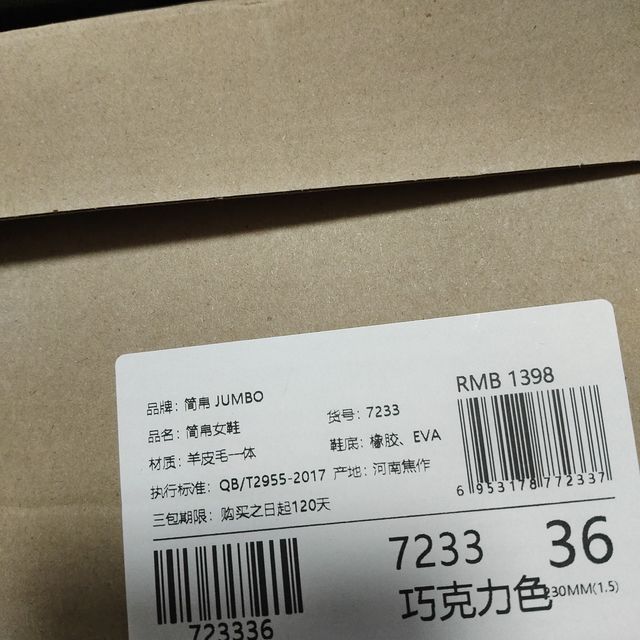 品牌: 简帛 JUMBO
货号: 7233
RMB 1398
品名: 简帛女鞋
鞋底: 橡胶、EVA
材质: 羊皮毛一体
执行标准: QB/T2955-2017
产地: 河南焦作
三包期限: 购买之日起120天
6 953178 772337
7233
36
巧克力色
230MM(1.5)
723336